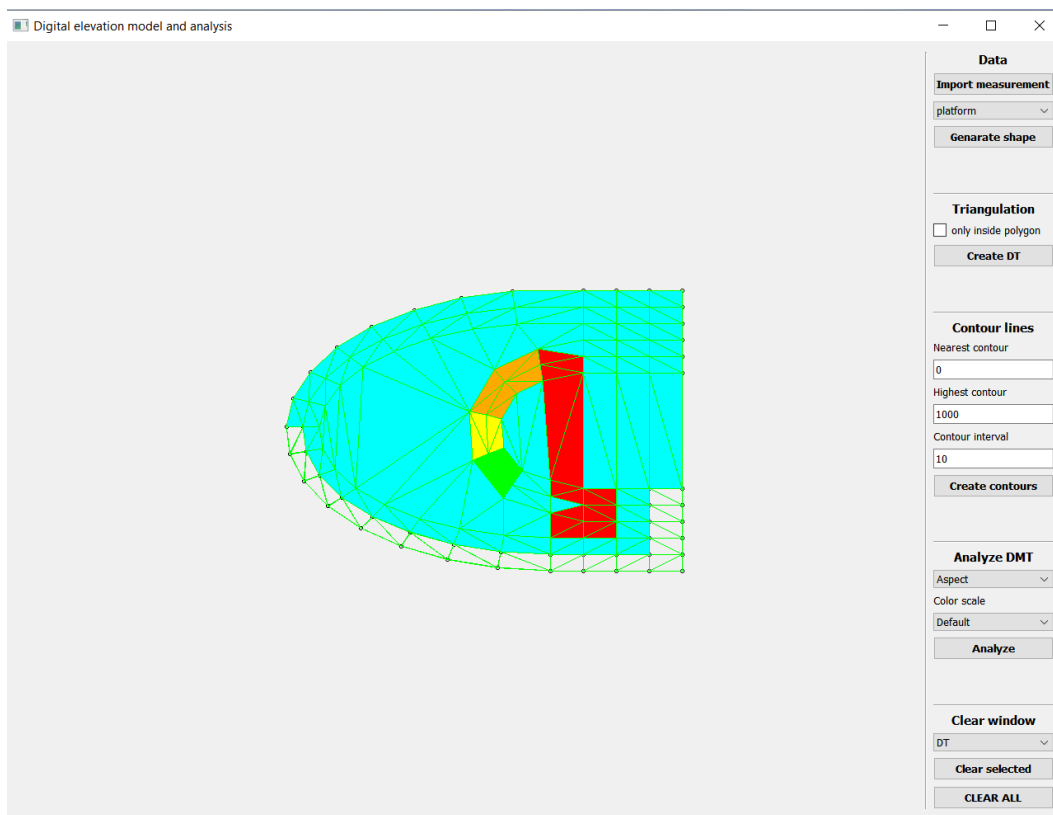 Digital elevation model and analysis
Data
Import measurement
platform
Genarate shape
Triangulation
only inside polygon
Create DT
Contour lines
Nearest contour
0
Highest contour
1000
Contour interval
10
Create contours
Analyze DMT
Aspect
Color scale
Default
Analyze
Clear window
DT
Clear selected
CLEAR ALL